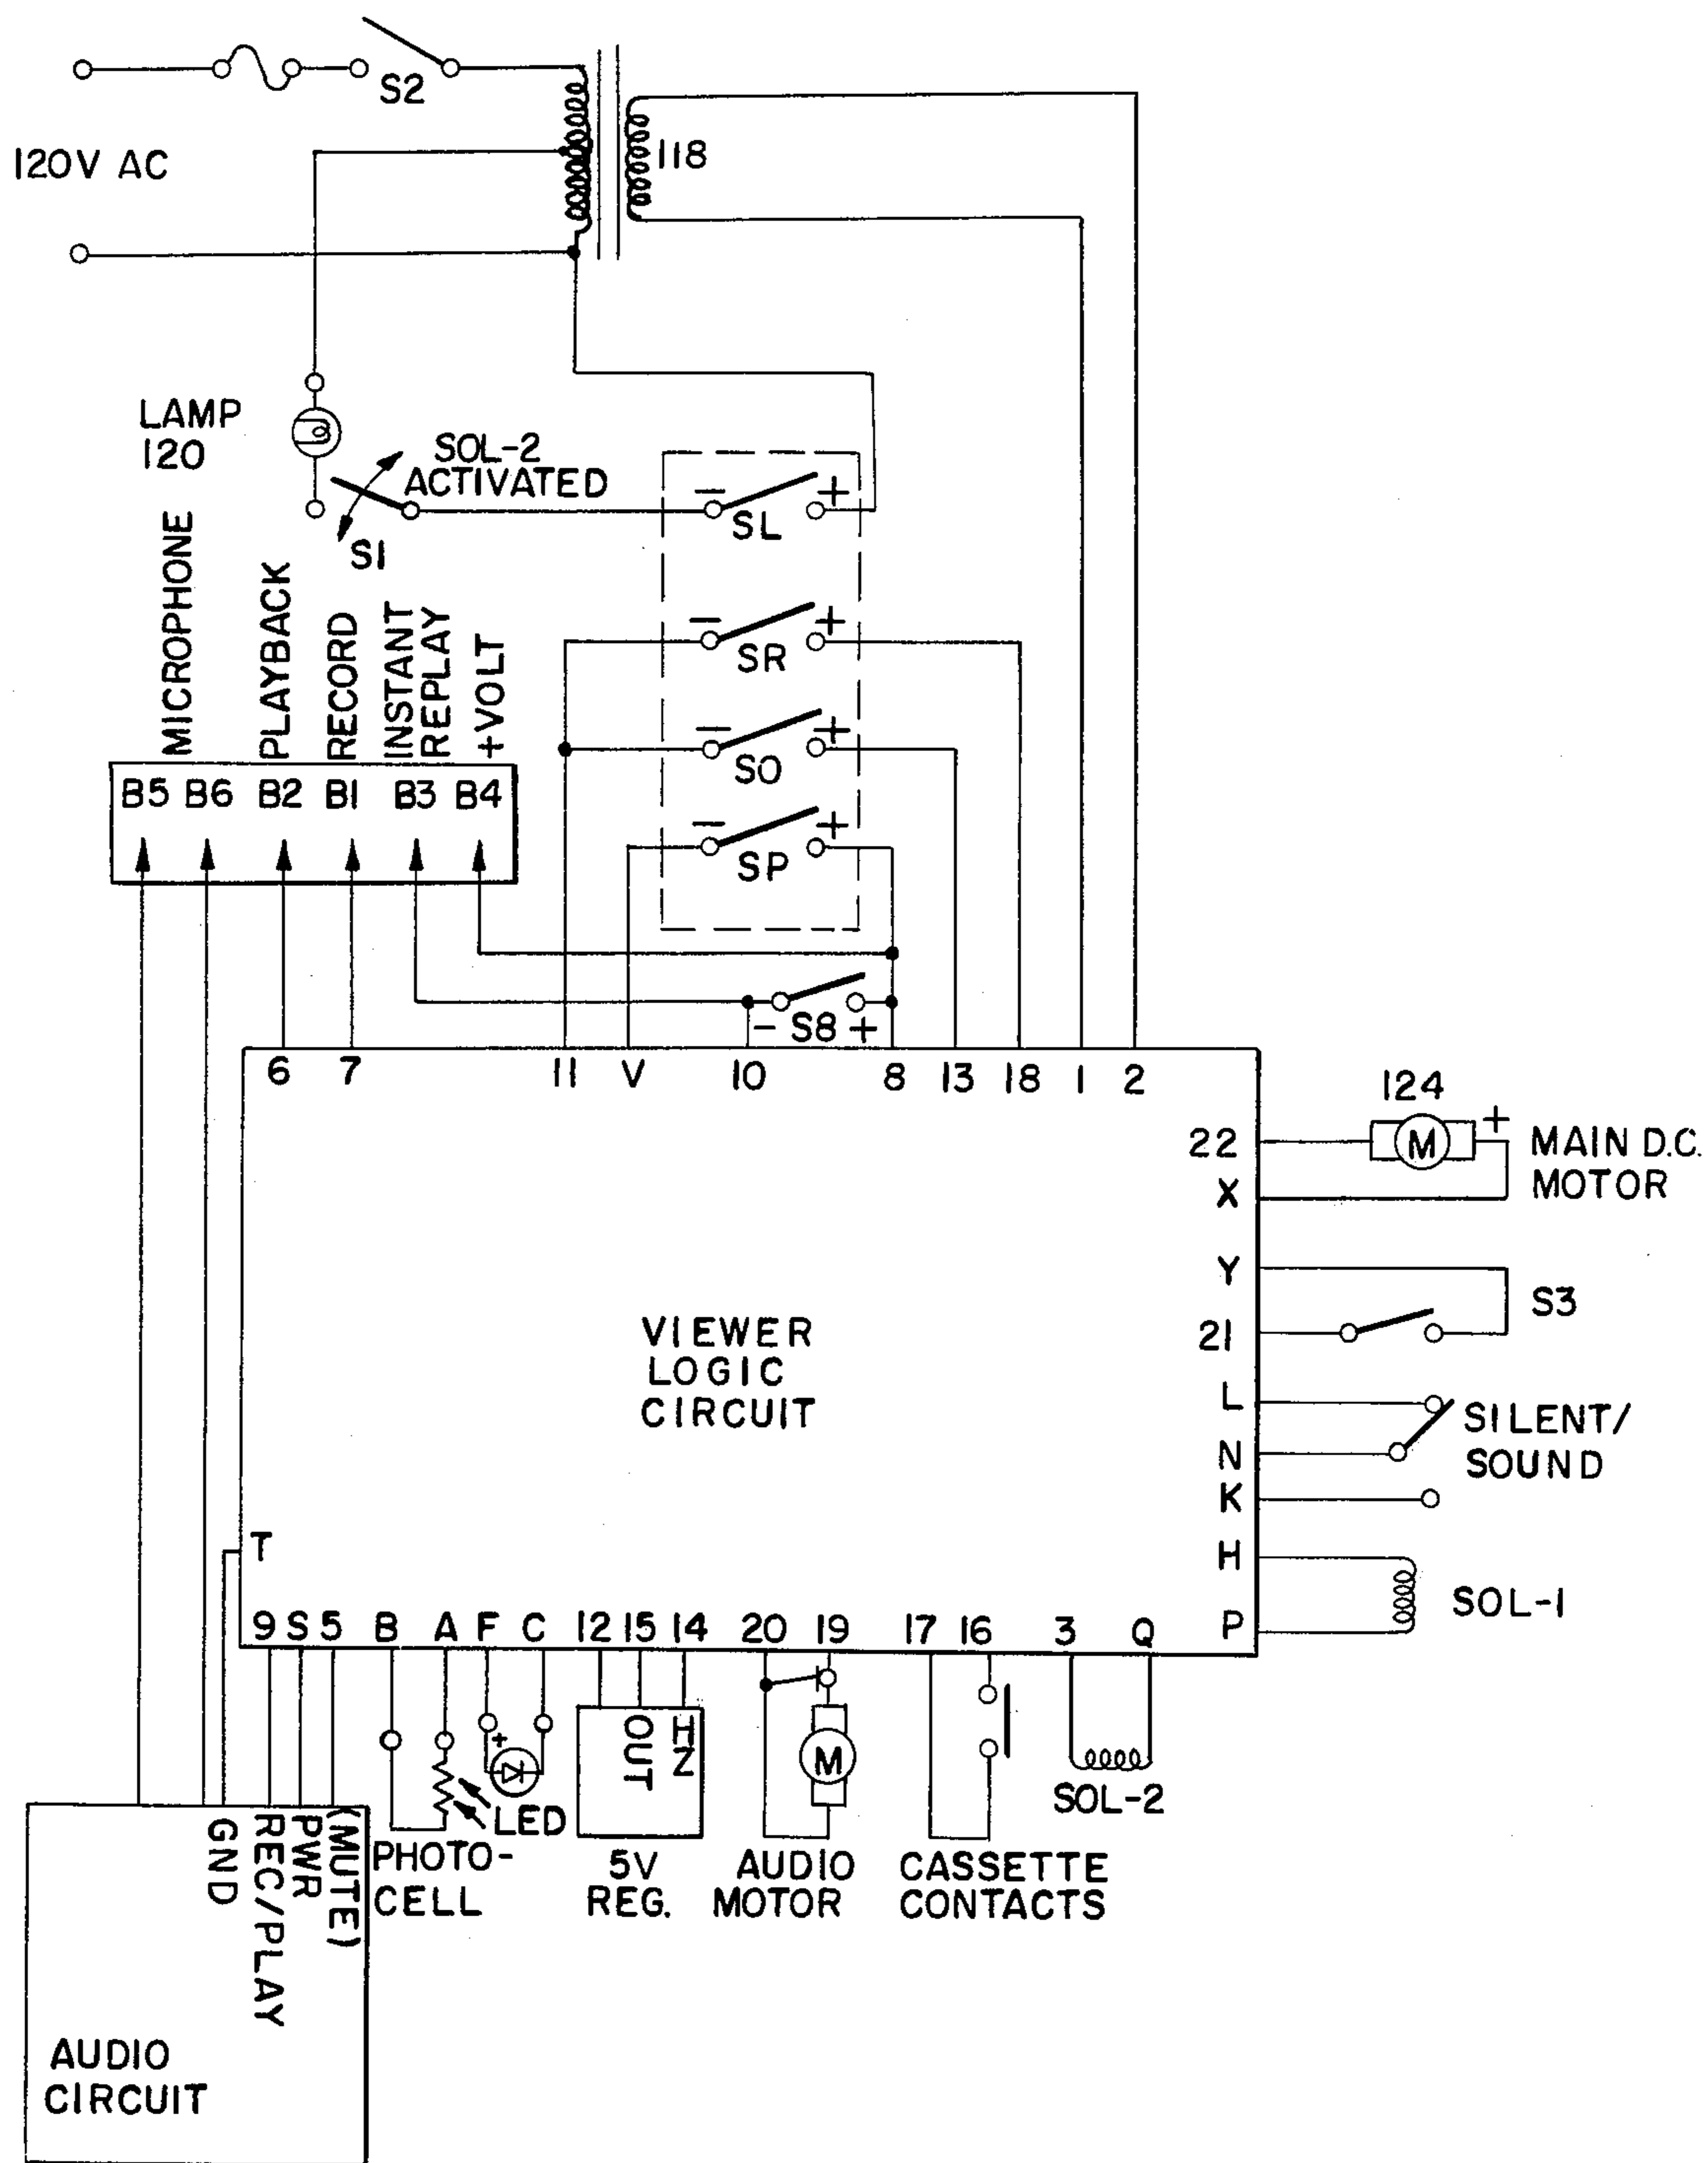 S2
120V AC
118
LAMP
120
SOL-2
ACTIVATED
S1
- SL +
- SR +
- SO +
- SP +
MICROPHONE
PLAYBACK
RECORD
INSTANT
REPLAY
+VOLT
B5 B6 B2 B1 B3 B4
- S8 +
6 7 11 V 10 8 13 18 1 2
124
22
M
+
MAIN D.C.
MOTOR
X
Y
S3
21
L
SILENT/
SOUND
N
K
H
SOL-1
P
VIEWER
LOGIC
CIRCUIT
T
9 S 5 B A F C 12 15 14 20 19 17 16 3 Q
+
LED
PHOTO-
CELL
OUT
HZ
5V
REG.
M
AUDIO
MOTOR
CASSETTE
CONTACTS
SOL-2
GND
REC/PLAY
PWR
(MUTE)
AUDIO
CIRCUIT